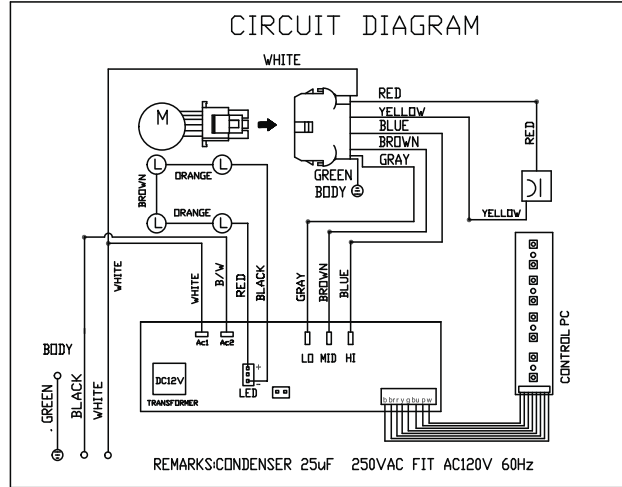 CIRCUIT DIAGRAM
WHITE
RED
M
YELLOW
BLUE
BROWN
GRAY
RED
L
L
ORANGE
GREEN
BODY
BROWN
ORANGE
L
L
YELLOW
WHITE
WHITE
B/W
RED
BLACK
GRAY
BROWN
BLUE
Ac1
Ac2
LO
MID
HI
BODY
DC12V
TRANSFORMER
+
-
LED
CONTROL PC
bbrrygbupw
. GREEN
BLACK
WHITE
REMARKS:CONDENSER 25uF 250VAC FIT AC120V 60Hz